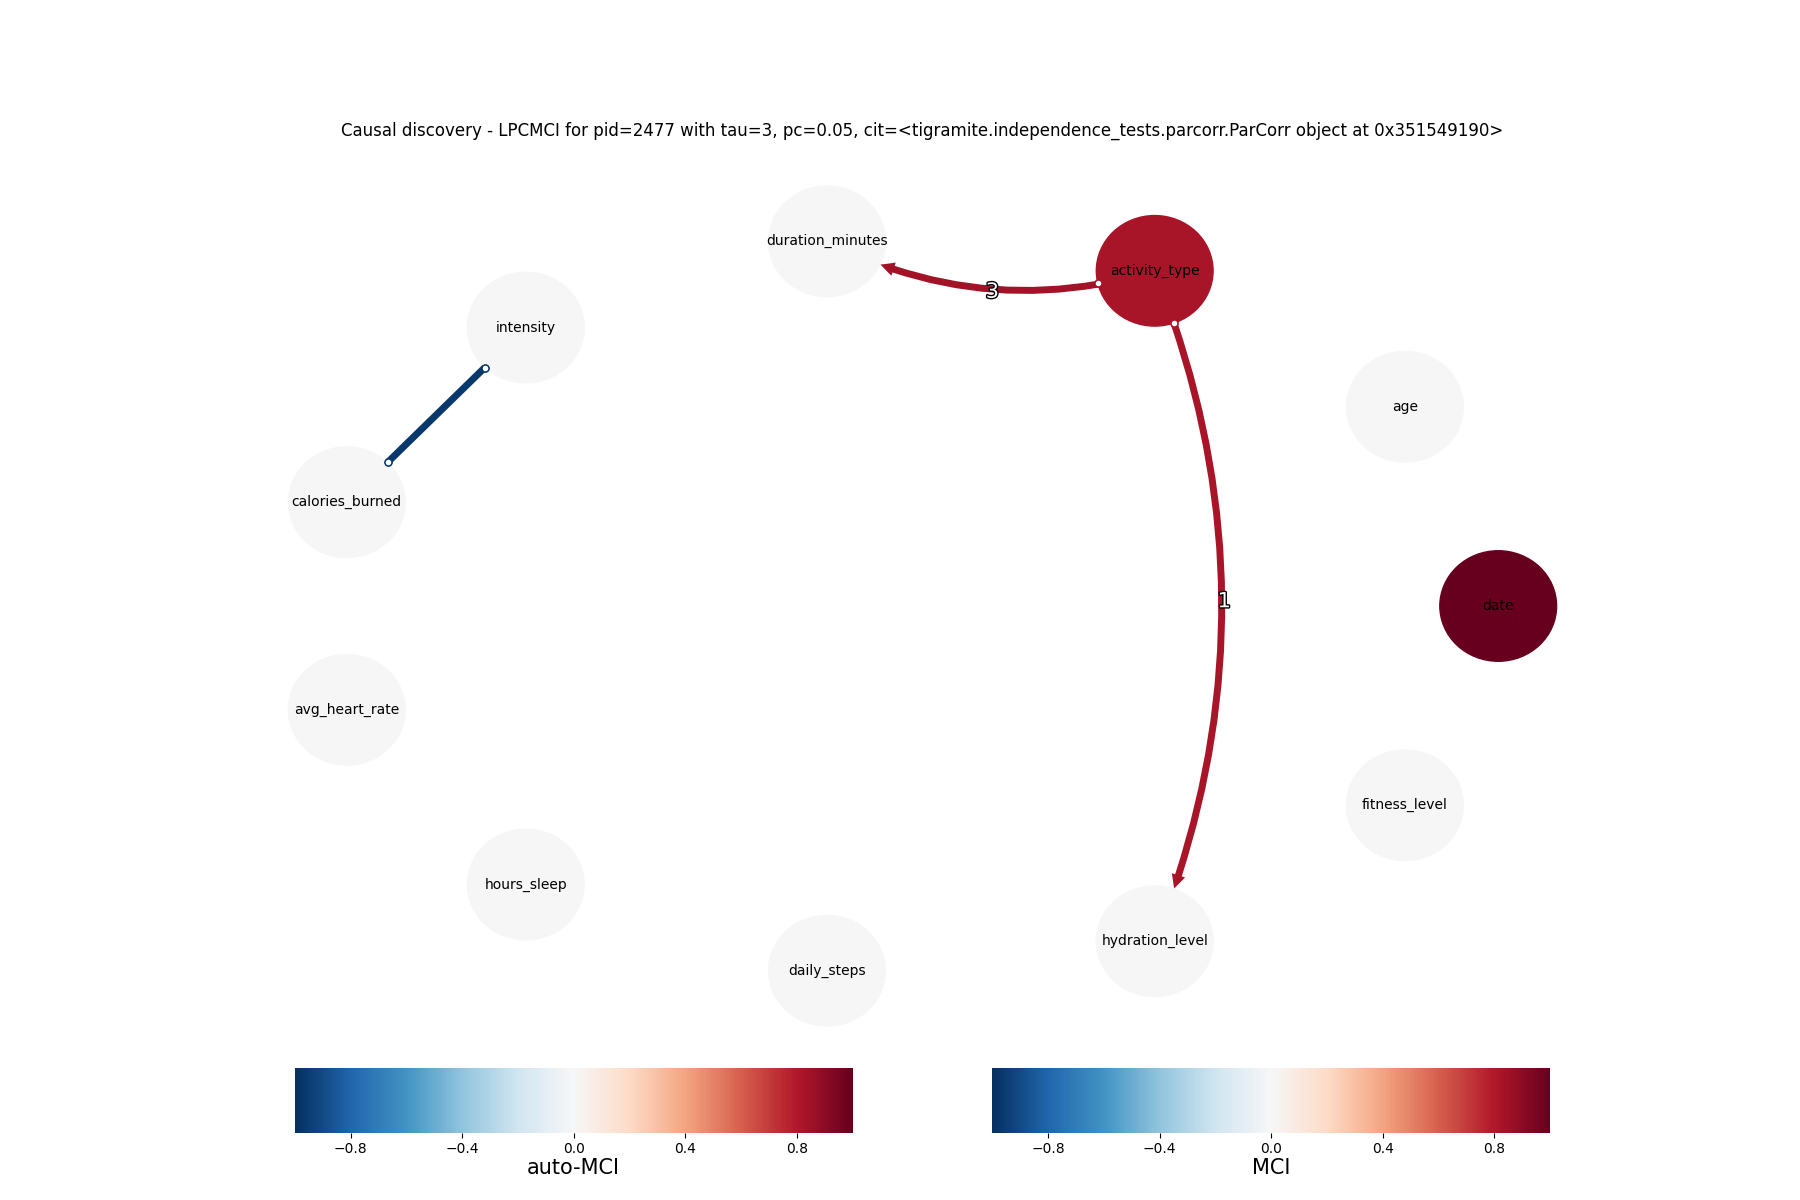 Causal discovery - LPCMCI for pid=2477 with tau=3, pc=0.05, cit=<tigramite.independence_tests.parcorr.ParCorr object at 0x351549190>
duration_minutes
activity_type
3
intensity
age
calories_burned
1
date
avg_heart_rate
fitness_level
hours_sleep
hydration_level
daily_steps
−0.8 −0.4 0.0 0.4 0.8
auto-MCI
−0.8 −0.4 0.0 0.4 0.8
MCI